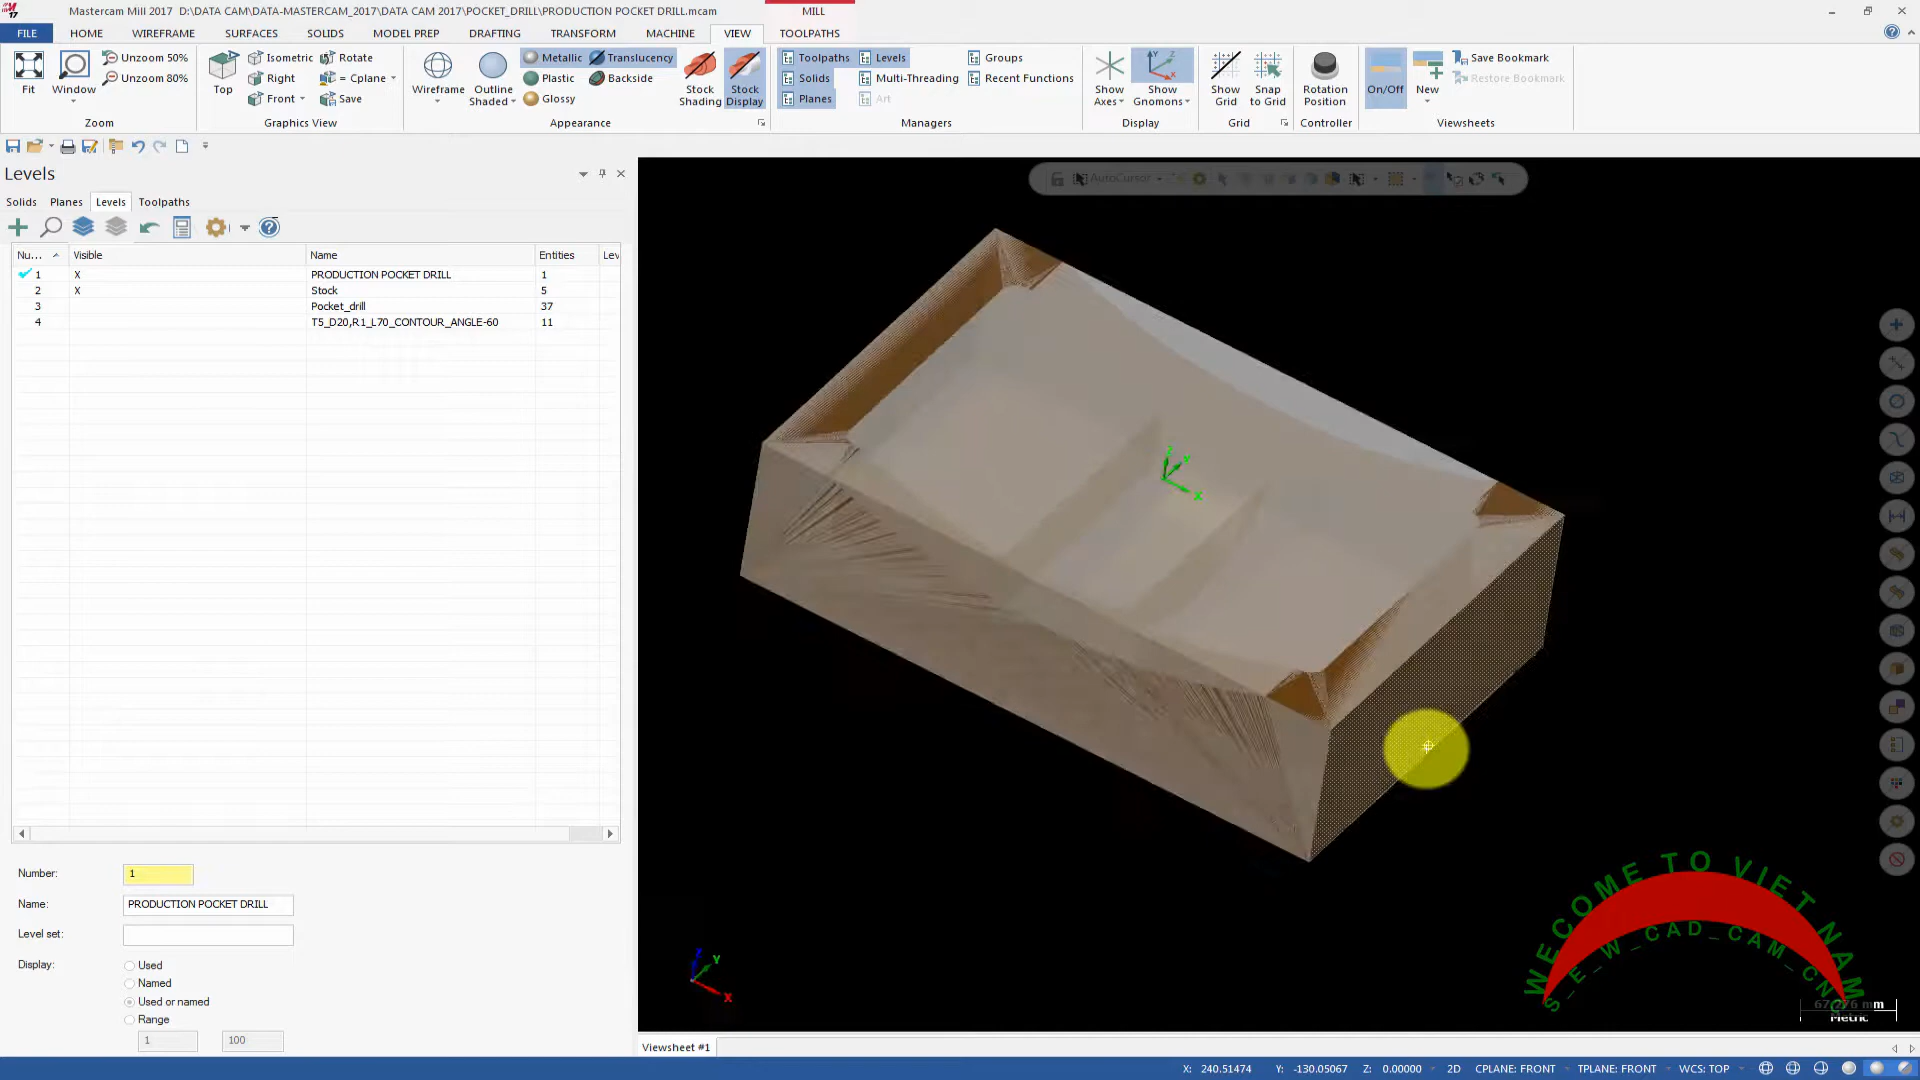 Mastercam Mill 2017  D:\DATA CAM\DATA-MASTERCAM_2017\DATA CAM 2017\POCKET_DRILL\PRODUCTION POCKET DRILL.mcam
MILL
FILE HOME WIREFRAME SURFACES SOLIDS MODEL PREP DRAFTING TRANSFORM MACHINE VIEW TOOLPATHS
Fit
Window
Unzoom 50%
Unzoom 80%
Zoom
Top
Isometric
Right
Front
Rotate
= Cplane
Save
Graphics View
Wireframe
Outline Shaded
Metallic
Plastic
Glossy
Translucency
Backside
Stock Shading
Stock Display
Appearance
Toolpaths
Solids
Planes
Levels
Multi-Threading
Art
Groups
Recent Functions
Managers
Show Axes
Show Gnomons
Display
Show Grid
Snap to Grid
Grid
Rotation Position
Controller
On/Off
New
Save Bookmark
Restore Bookmark
Viewsheets
Levels
Solids Planes Levels Toolpaths
Nu... Visible Name Entities Lev
1 X PRODUCTION POCKET DRILL 1
2 X Stock 5
3 Pocket_drill 37
4 T5_D20,R1_L70_CONTOUR_ANGLE-60 11
Number: 1
Name: PRODUCTION POCKET DRILL
Level set:
Display:
Used
Named
Used or named
Range
1 100
AutoCursor
Z Y X
Z Y X
WECOME TO VIET NAM
S_E_W_CAD_CAM_CNC
mm
Metric
Viewsheet #1
X: 240.51474 Y: -130.05067 Z: 0.00000 2D CPLANE: FRONT TPLANE: FRONT WCS: TOP